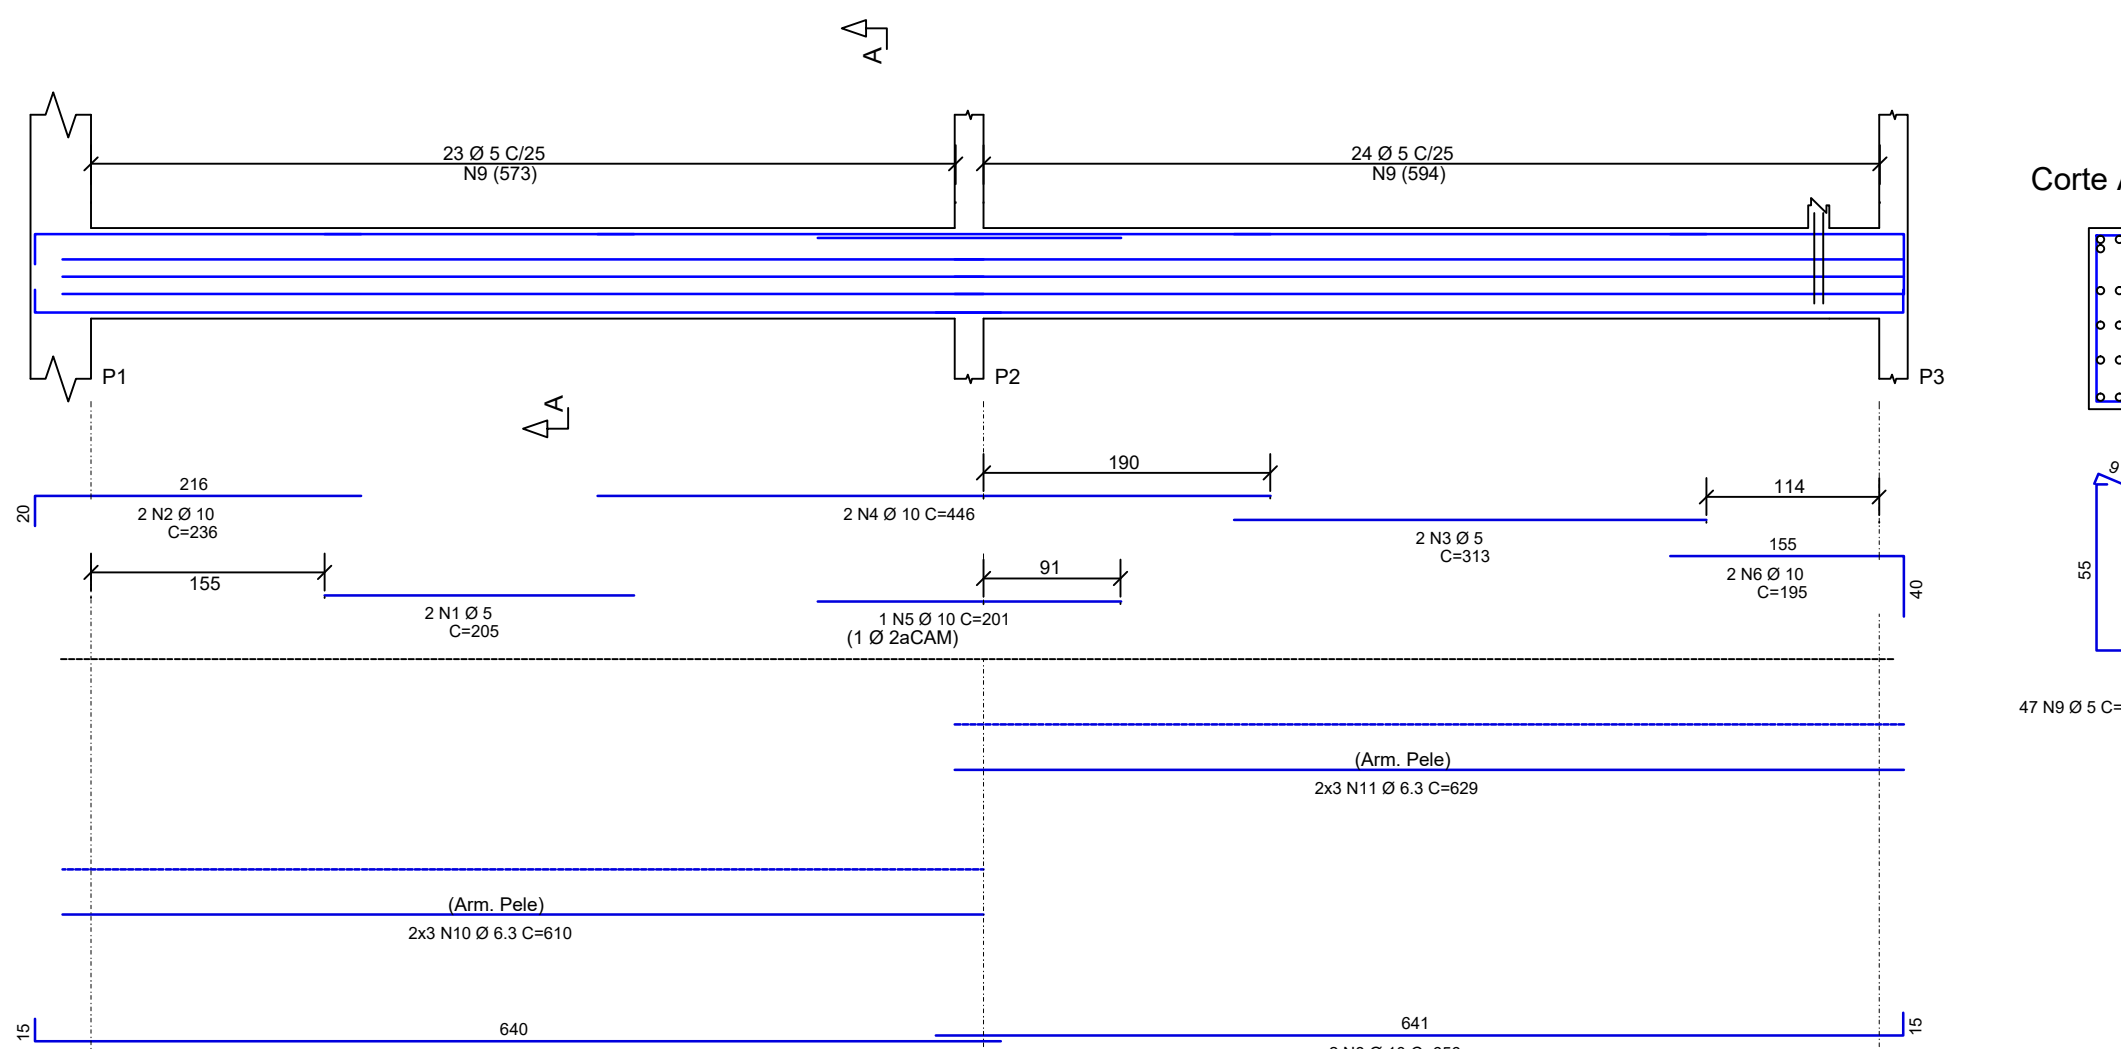 A
23 Ø 5 C/25
N9 (573)
24 Ø 5 C/25
N9 (594)
Corte
P1
P2
P3
A
190
216
20
2 N2 Ø 10
C=236
2 N4 Ø 10 C=446
114
2 N3 Ø 5
C=313
155
2 N6 Ø 10
C=195
40
155
91
2 N1 Ø 5
C=205
1 N5 Ø 10 C=201
(1 Ø 2aCAM)
9
55
47 N9 Ø 5 C=
(Arm. Pele)
2x3 N11 Ø 6.3 C=629
(Arm. Pele)
2x3 N10 Ø 6.3 C=610
15
640
641
15